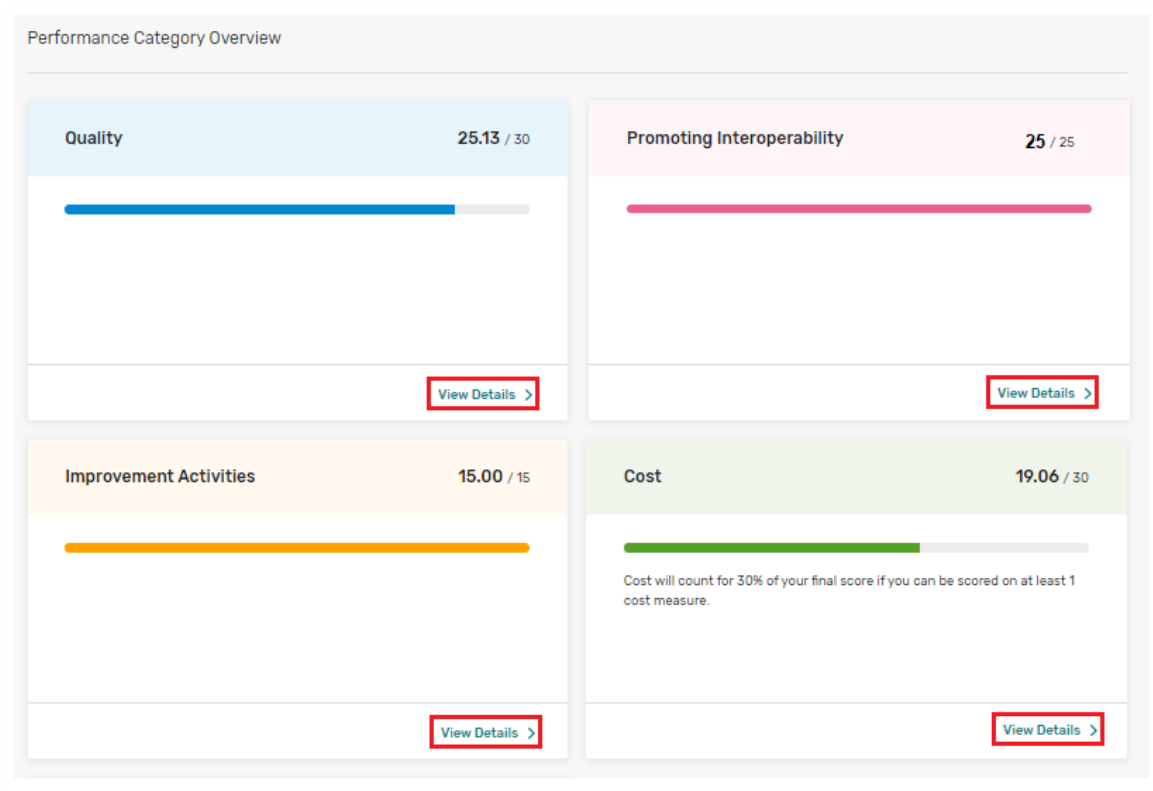 Performance Category Overview
Quality 25.13 / 30
Promoting Interoperability 25 / 25
View Details >
View Details >
Improvement Activities 15.00 / 15
Cost 19.06 / 30
Cost will count for 30% of your final score if you can be scored on at least 1
cost measure.
View Details >
View Details >